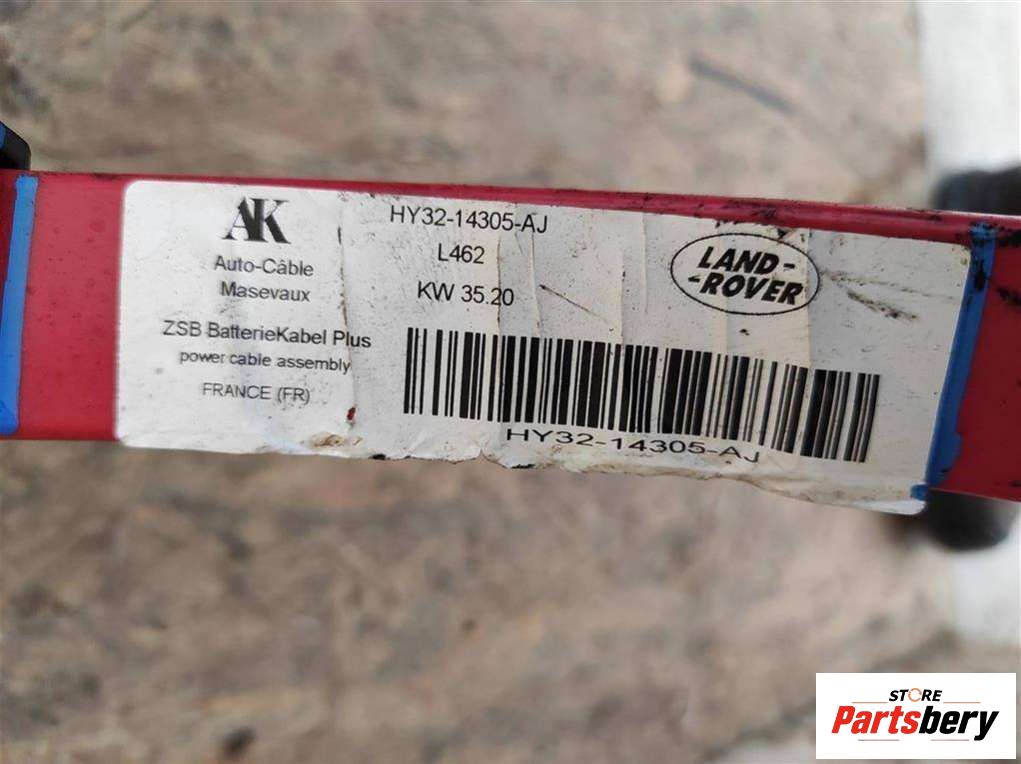 AK
Auto-Câble
Masevaux
ZSB BatterieKabel Plus
power cable assembly
FRANCE (FR)
HY32-14305-AJ
L462
KW 35.20
LAND-
-ROVER
HY32-14305-AJ
STORE
Partsbery